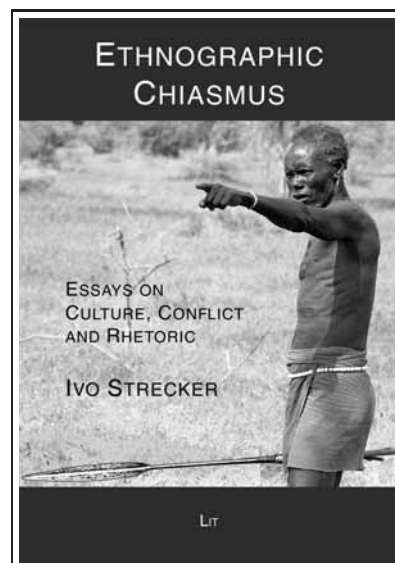 ETHNOGRAPHIC
CHIASMUS
ESSAYS ON
CULTURE, CONFLICT
AND RHETORIC
IVO STRECKER
LIT